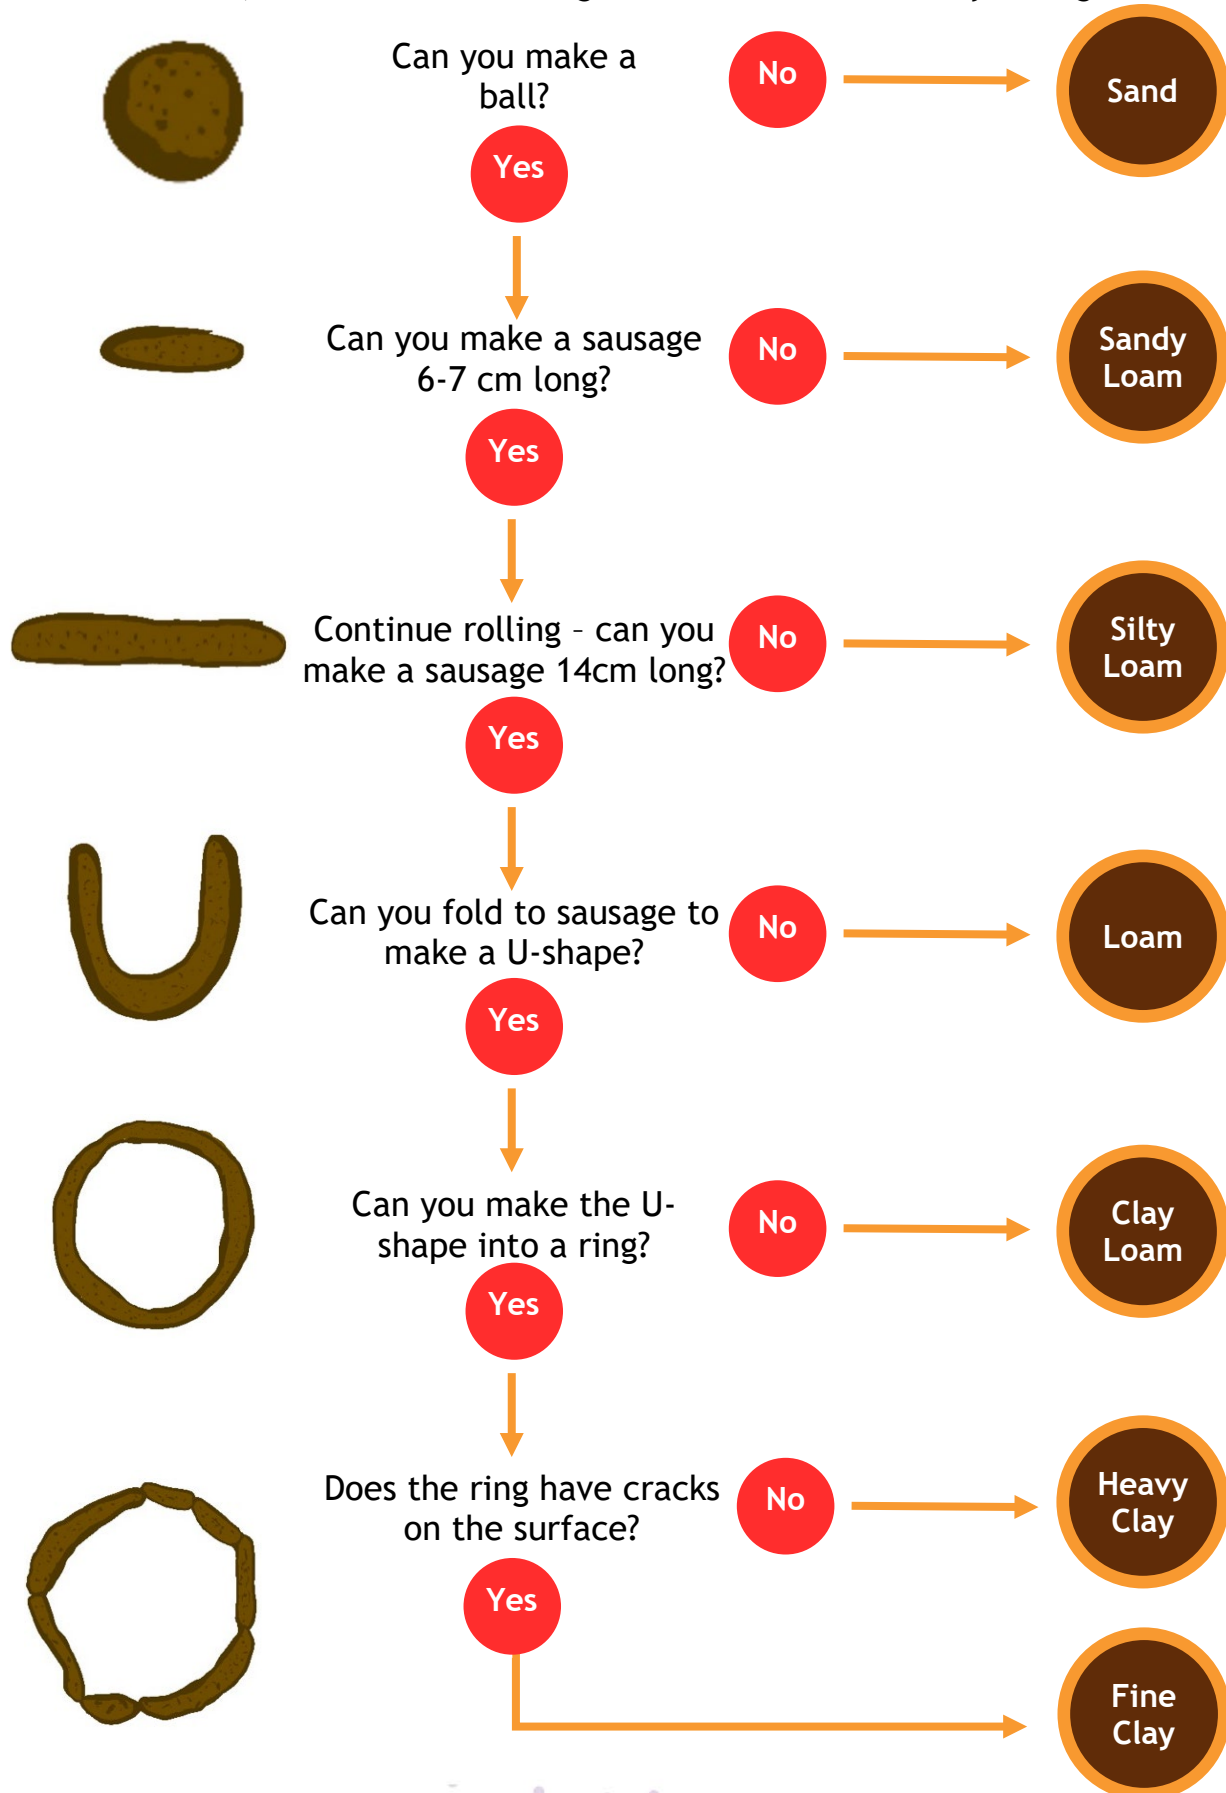 Can you make a
ball?
No
Sand
Yes
Can you make a sausage
6-7 cm long?
No
Sandy
Loam
Yes
Continue rolling – can you
make a sausage 14cm long?
No
Silty
Loam
Yes
Can you fold to sausage to
make a U-shape?
No
Loam
Yes
Can you make the U-
shape into a ring?
No
Clay
Loam
Yes
Does the ring have cracks
on the surface?
No
Heavy
Clay
Yes
Fine
Clay